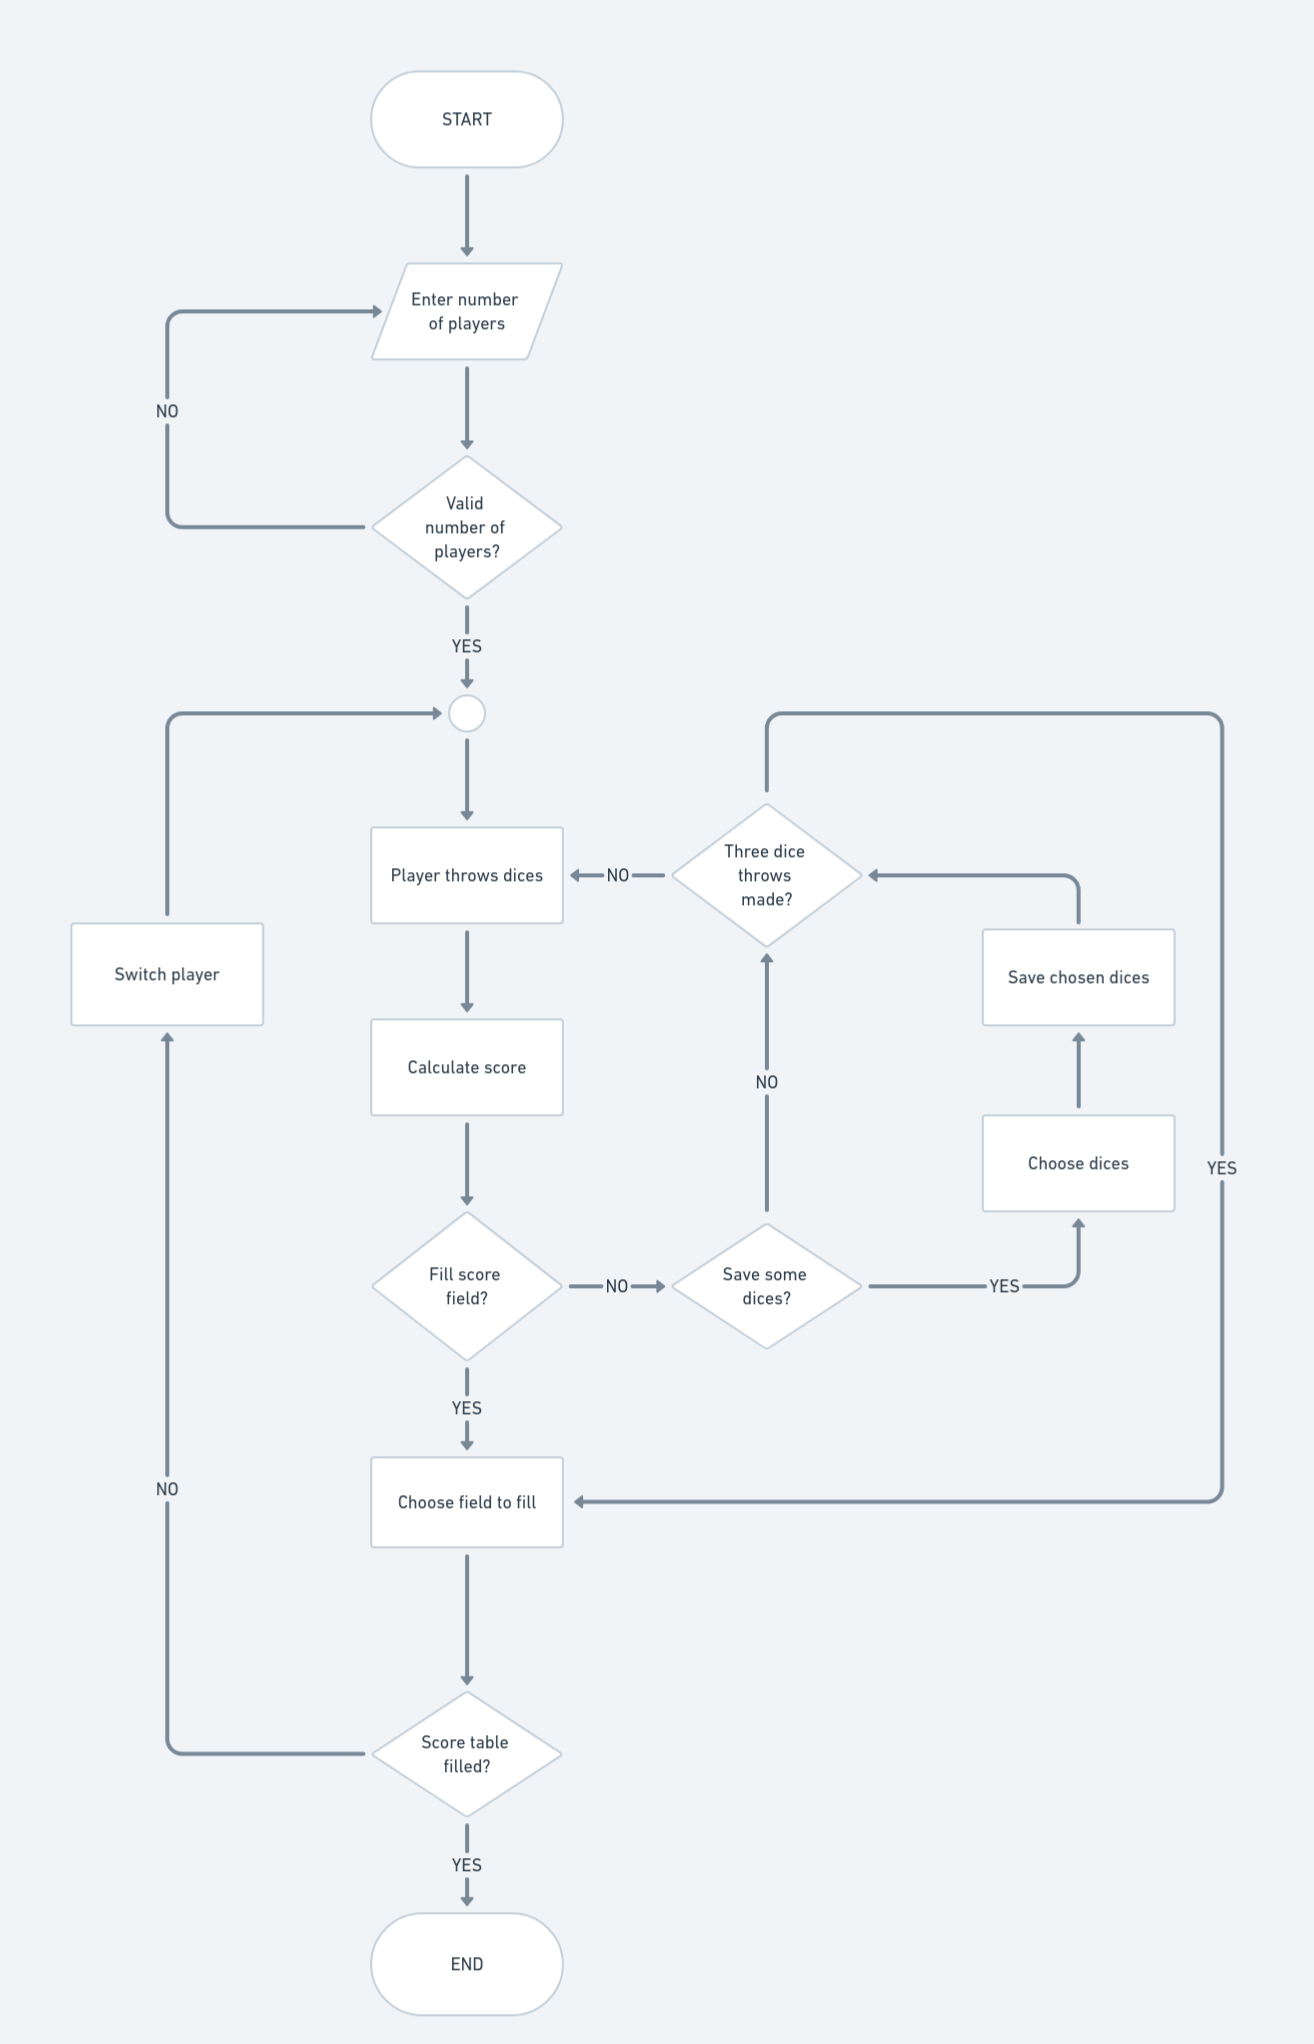 START
Enter number
of players
NO
Valid
number of
players?
YES
Three dice
throws
made?
Player throws dices
NO
Switch player
Save chosen dices
Calculate score
NO
Choose dices
YES
Fill score
field?
NO
Save some
dices?
YES
YES
NO
Choose field to fill
Score table
filled?
YES
END